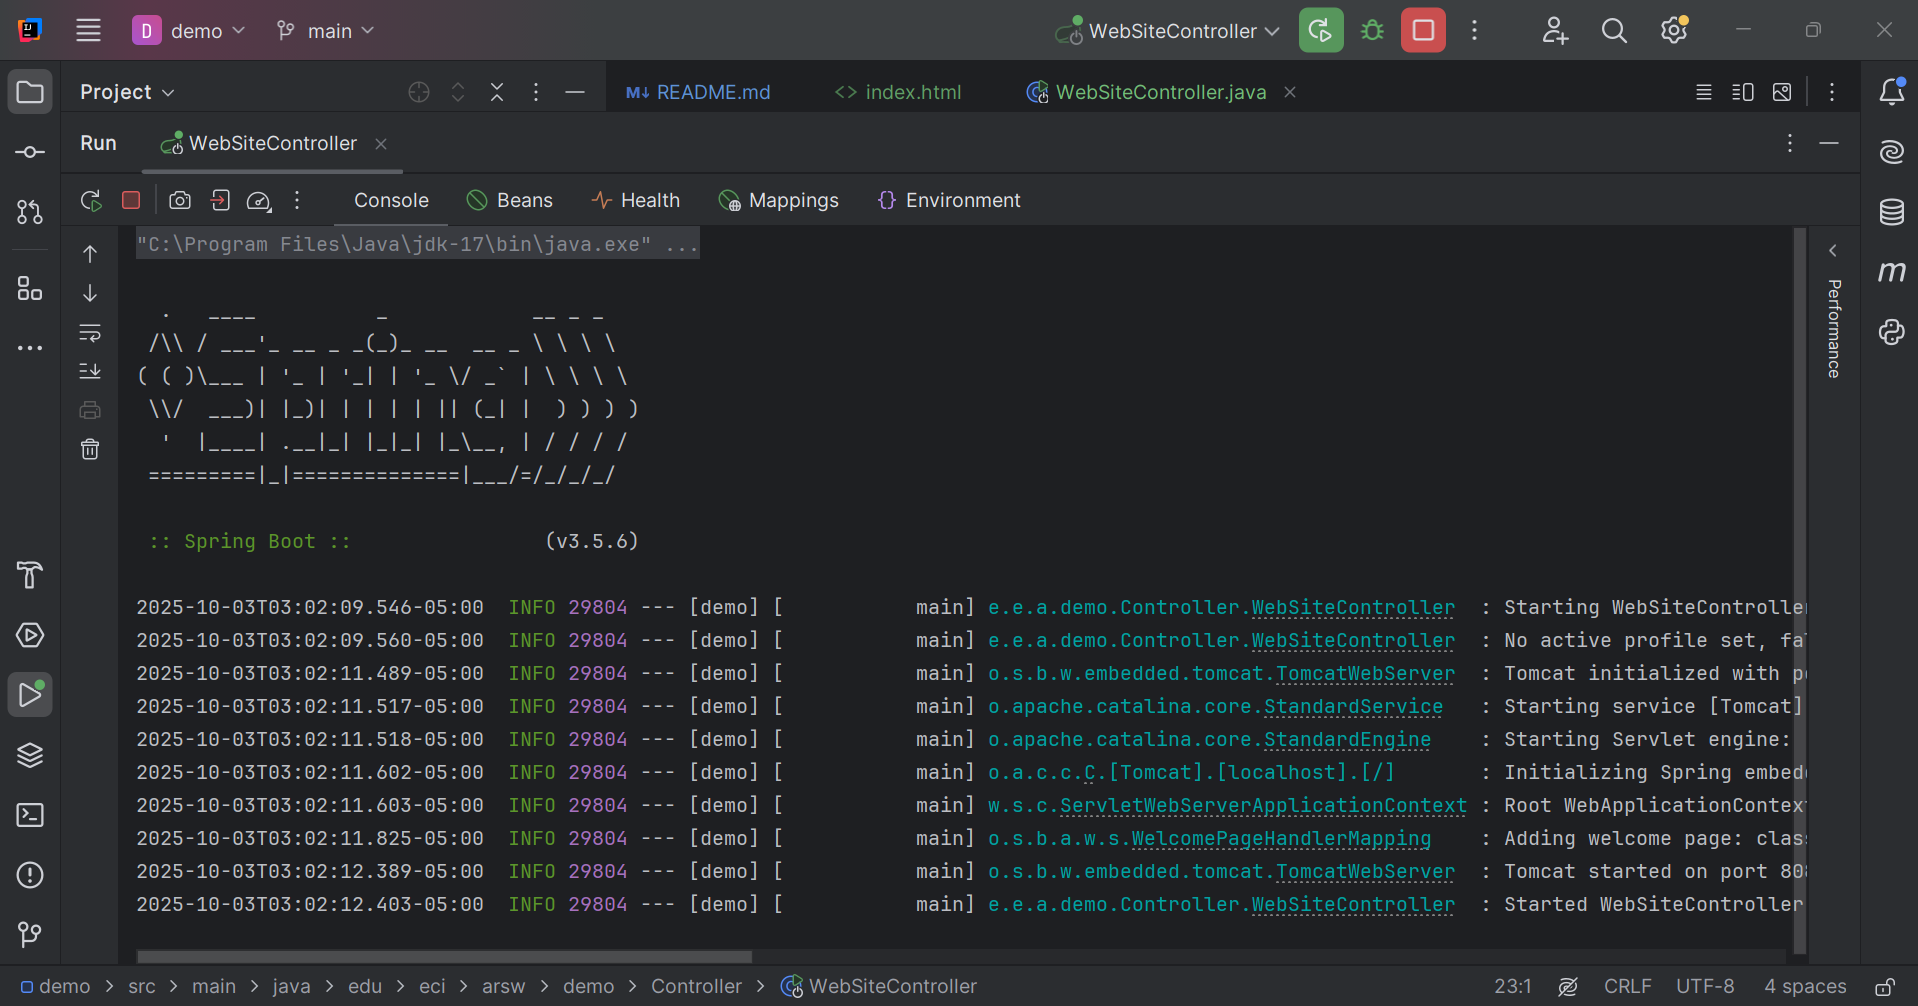 D demo main WebSiteController
Project README.md index.html WebSiteController.java
Run WebSiteController
Console Beans Health Mappings Environment
"C:\Program Files\Java\jdk-17\bin\java.exe" ...
  .   ____          _            __ _ _
 /\\ / ___'_ __ _ _(_)_ __  __ _ \ \ \ \
( ( )\___ | '_ | '_| | '_ \/ _` | \ \ \ \
 \\/  ___)| |_)| | | | | || (_| |  ) ) ) )
  '  |____| .__|_| |_|_| |_\__, | / / / /
 =========|_|==============|___/=/_/_/_/
 :: Spring Boot ::                (v3.5.6)
2025-10-03T03:02:09.546-05:00  INFO 29804 --- [demo] [           main] e.e.a.demo.Controller.WebSiteController  : Starting WebSiteController
2025-10-03T03:02:09.560-05:00  INFO 29804 --- [demo] [           main] e.e.a.demo.Controller.WebSiteController  : No active profile set, fa
2025-10-03T03:02:11.489-05:00  INFO 29804 --- [demo] [           main] o.s.b.w.embedded.tomcat.TomcatWebServer  : Tomcat initialized with p
2025-10-03T03:02:11.517-05:00  INFO 29804 --- [demo] [           main] o.apache.catalina.core.StandardService   : Starting service [Tomcat]
2025-10-03T03:02:11.518-05:00  INFO 29804 --- [demo] [           main] o.apache.catalina.core.StandardEngine    : Starting Servlet engine:
2025-10-03T03:02:11.602-05:00  INFO 29804 --- [demo] [           main] o.a.c.c.C.[Tomcat].[localhost].[/]       : Initializing Spring embed
2025-10-03T03:02:11.603-05:00  INFO 29804 --- [demo] [           main] w.s.c.ServletWebServerApplicationContext : Root WebApplicationContex
2025-10-03T03:02:11.825-05:00  INFO 29804 --- [demo] [           main] o.s.b.a.w.s.WelcomePageHandlerMapping    : Adding welcome page: clas
2025-10-03T03:02:12.389-05:00  INFO 29804 --- [demo] [           main] o.s.b.w.embedded.tomcat.TomcatWebServer  : Tomcat started on port 808
2025-10-03T03:02:12.403-05:00  INFO 29804 --- [demo] [           main] e.e.a.demo.Controller.WebSiteController  : Started WebSiteController
Performance
demo > src > main > java > edu > eci > arsw > demo > Controller > WebSiteController 23:1 CRLF UTF-8 4 spaces